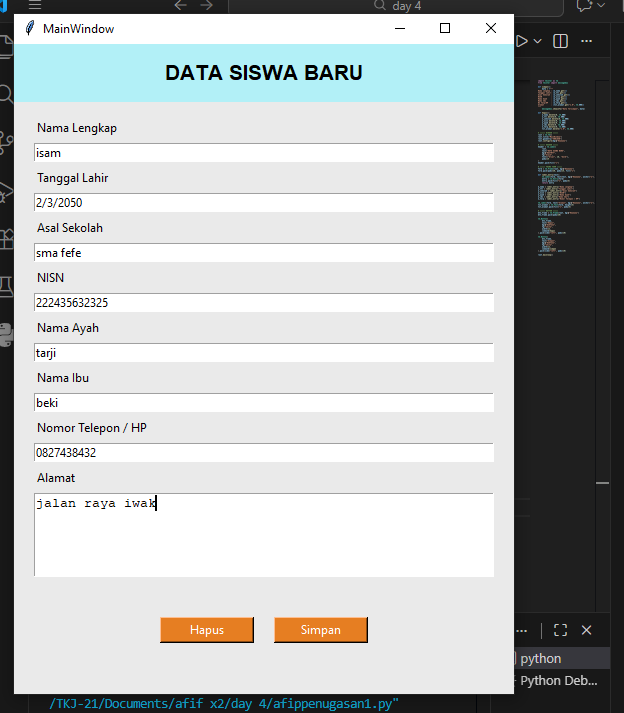 day 4
MainWindow
DATA SISWA BARU
Nama Lengkap
isam
Tanggal Lahir
2/3/2050
Asal Sekolah
sma fefe
NISN
222435632325
Nama Ayah
tarji
Nama Ibu
beki
Nomor Telepon / HP
0827438432
Alamat
jalan raya iwak
Hapus
Simpan
python
Python Deb...
/TKJ-21/Documents/afif x2/day 4/afippenugasan1.py"